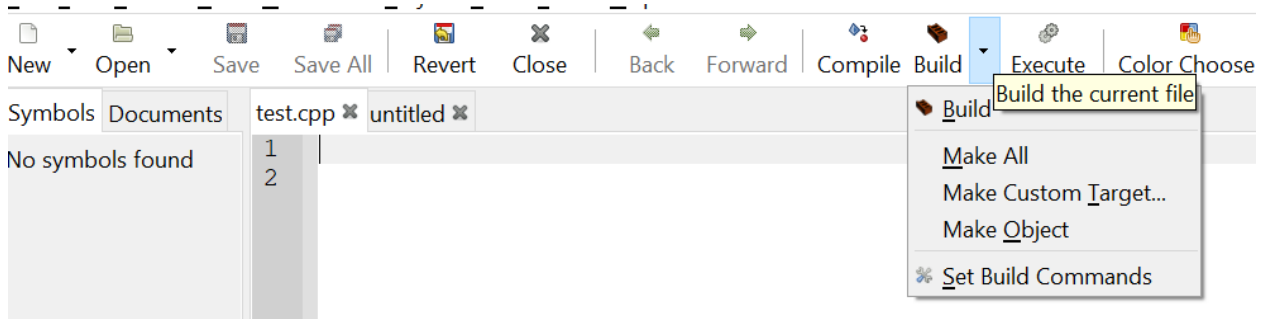 New Open Save Save All Revert Close Back Forward Compile Build Execute Color Choose
Build the current file
Symbols Documents test.cpp untitled
Build
No symbols found
1
2
Make All
Make Custom Target...
Make Object
Set Build Commands